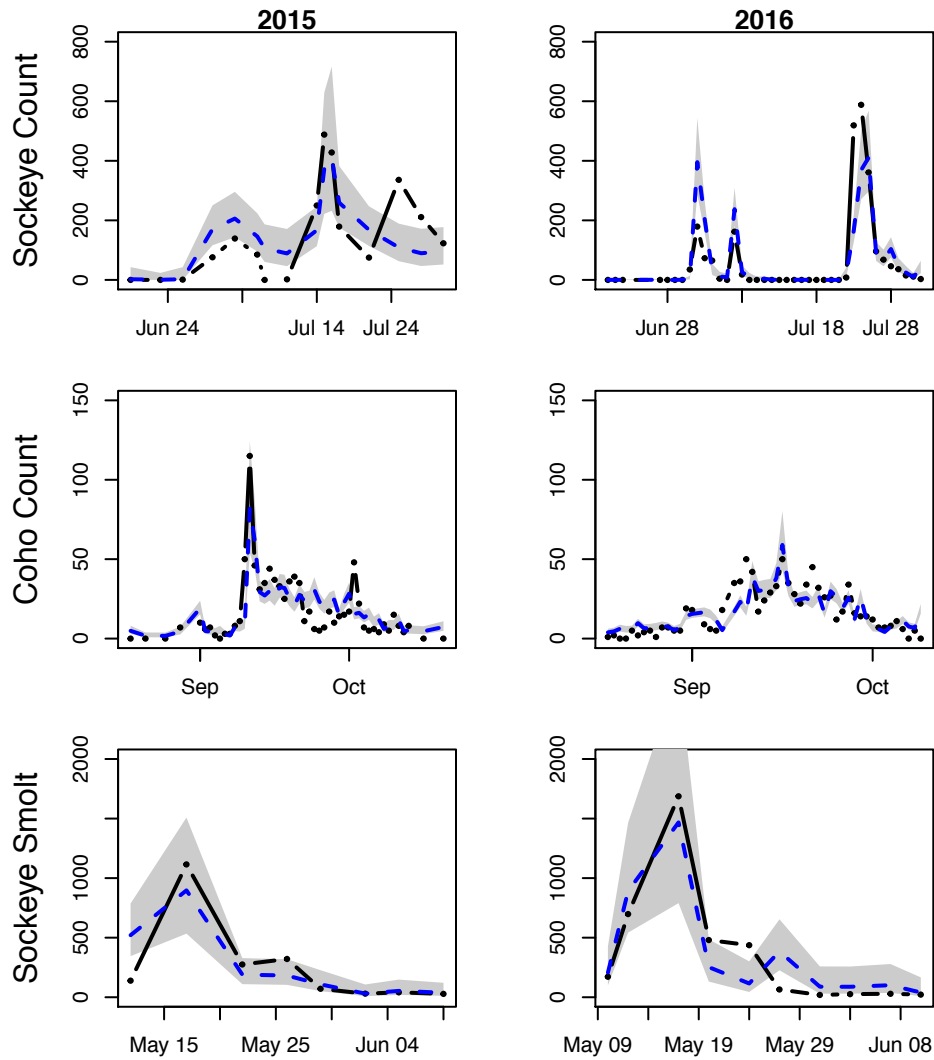 2015
2016
Sockeye Count
0 200 400 600 800
Jun 24 Jul 14 Jul 24
0 200 400 600 800
Jun 28 Jul 18 Jul 28
Coho Count
0 50 100 150
Sep Oct
0 50 100 150
Sep Oct
Sockeye Smolt
0 500 1000 2000
May 15 May 25 Jun 04
0 500 1000 2000
May 09 May 19 May 29 Jun 08